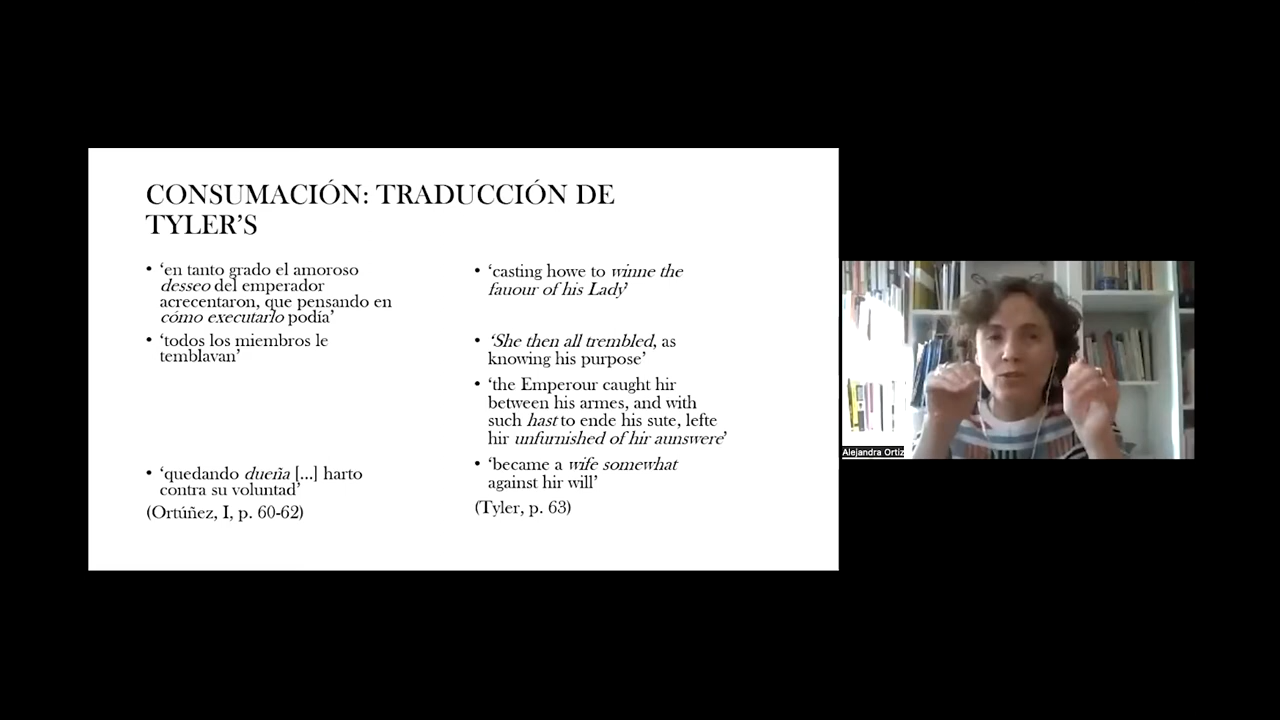 CONSUMACIÓN: TRADUCCIÓN DE
TYLER’S
• ‘en tanto grado el amoroso
desseo del emperador
acrecentaron, que pensando en
cómo executarlo podía’
• ‘todos los miembros le
temblavan’
• ‘quedando dueña [...] harto
contra su voluntad’
(Ortúñez, I, p. 60-62)
• ‘casting howe to winne the
fauour of his Lady’
• ‘She then all trembled, as
knowing his purpose’
• ‘the Emperour caught hir
between his armes, and with
such hast to ende his sute, lefte
hir unfurnished of hir aunswere’
• ‘became a wife somewhat
against hir will’
(Tyler, p. 63)
Alejandra Ortiz